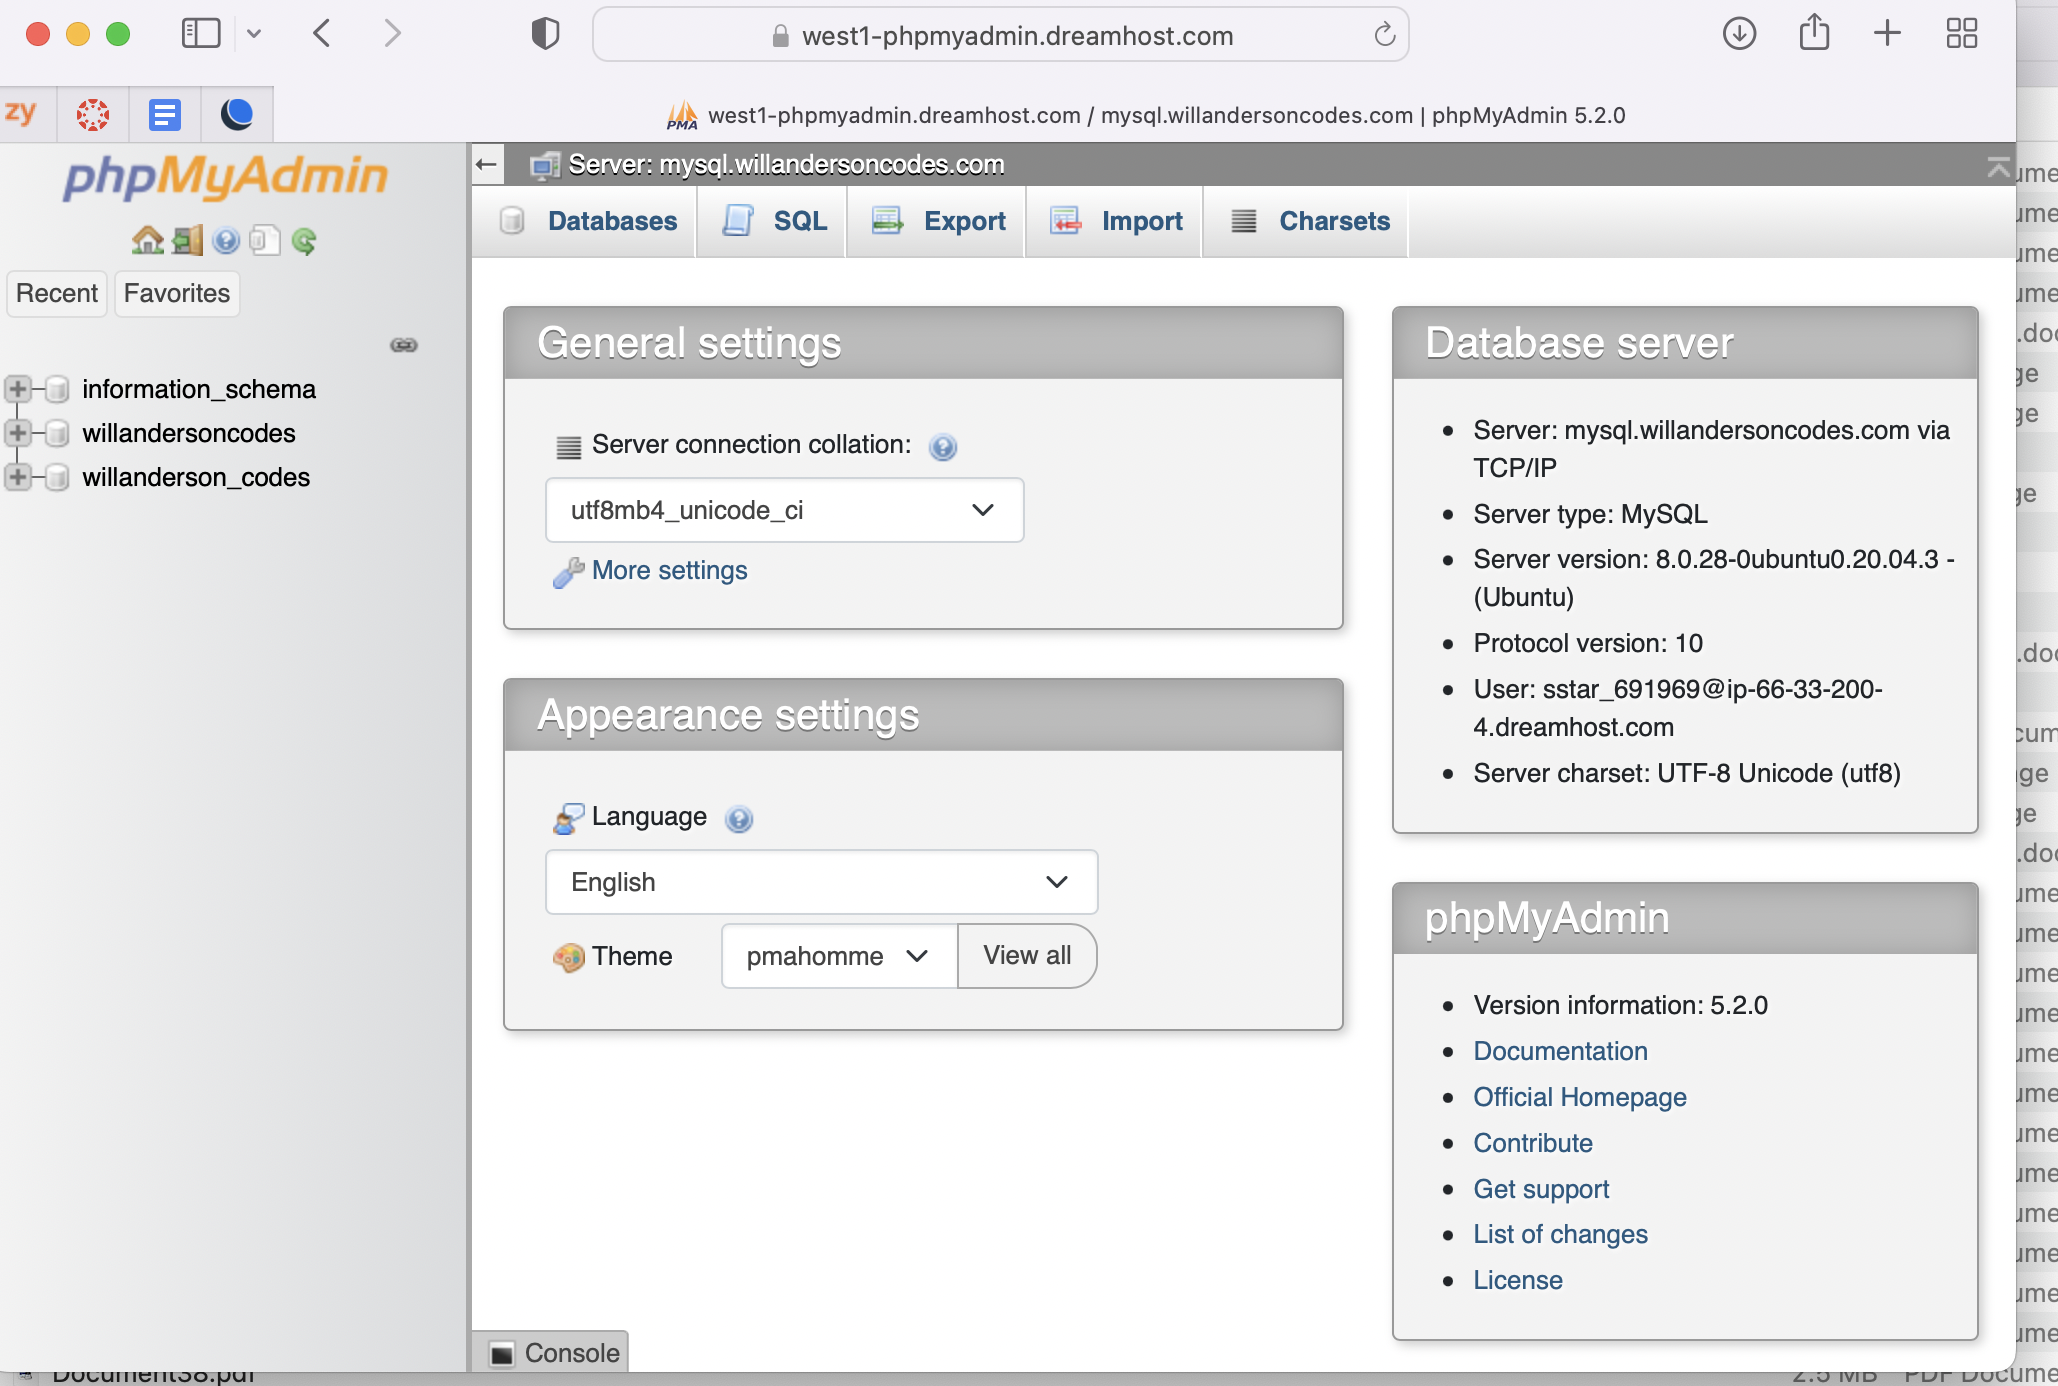 west1-phpmyadmin.dreamhost.com
zy
PMA west1-phpmyadmin.dreamhost.com / mysql.willandersoncodes.com | phpMyAdmin 5.2.0
phpMyAdmin
Recent Favorites
information_schema
willandersoncodes
willanderson_codes
Server: mysql.willandersoncodes.com
Databases SQL Export Import Charsets
General settings
Server connection collation:
utf8mb4_unicode_ci
More settings
Appearance settings
Language
English
Theme pmahomme View all
Database server
Server: mysql.willandersoncodes.com via
TCP/IP
Server type: MySQL
Server version: 8.0.28-0ubuntu0.20.04.3 -
(Ubuntu)
Protocol version: 10
User: sstar_691969@ip-66-33-200-
4.dreamhost.com
Server charset: UTF-8 Unicode (utf8)
phpMyAdmin
Version information: 5.2.0
Documentation
Official Homepage
Contribute
Get support
List of changes
License
Console
Document38.pdf 2.5 MB PDF Docume